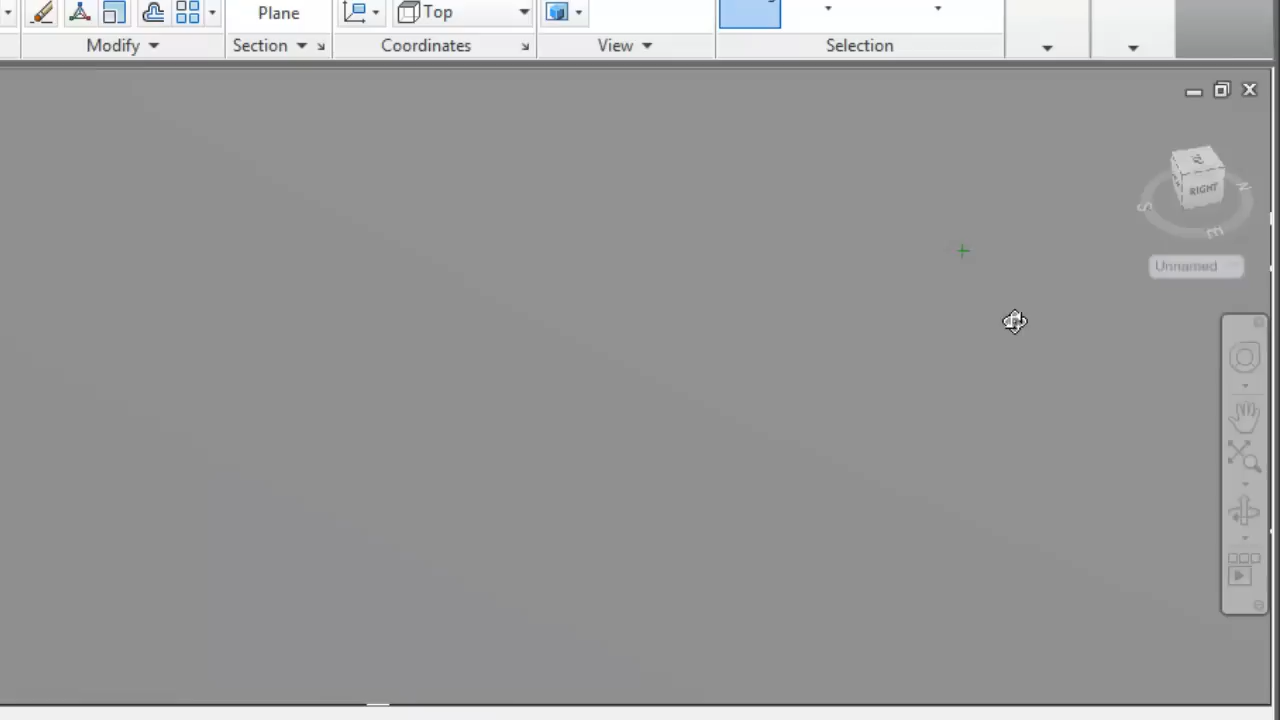 Plane
Top
Modify
Section
Coordinates
View
Selection
RIGHT
S
N
E
Unnamed